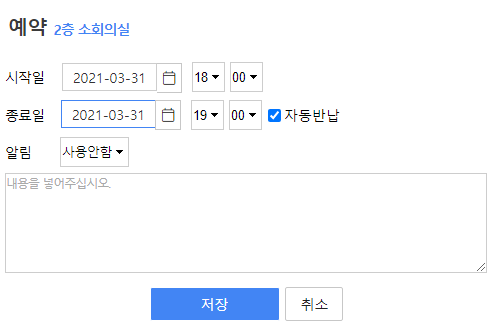 예약 2층 소회의실
시작일 2021-03-31 18 00
종료일 2021-03-31 19 00 자동반납
알림 사용안함
내용을 넣어주십시오.
저장 취소